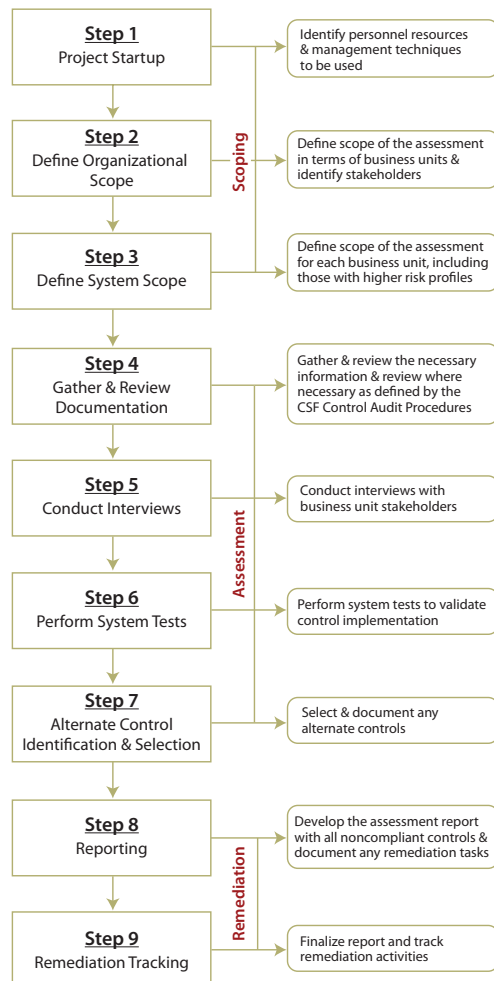 Step 1
Project Startup
Identify personnel resources
& management techniques
to be used
Step 2
Define Organizational
Scope
Define scope of the assessment
in terms of business units &
identify stakeholders
Scoping
Step 3
Define System Scope
Define scope of the assessment
for each business unit, including
those with higher risk profiles
Step 4
Gather & Review
Documentation
Gather & review the necessary
information & review where
necessary as defined by the
CSF Control Audit Procedures
Step 5
Conduct Interviews
Conduct interviews with
business unit stakeholders
Assessment
Step 6
Perform System Tests
Perform system tests to validate
control implementation
Step 7
Alternate Control
Identification & Selection
Select & document any
alternate controls
Step 8
Reporting
Develop the assessment report
with all noncompliant controls &
document any remediation tasks
Remediation
Step 9
Remediation Tracking
Finalize report and track
remediation activities